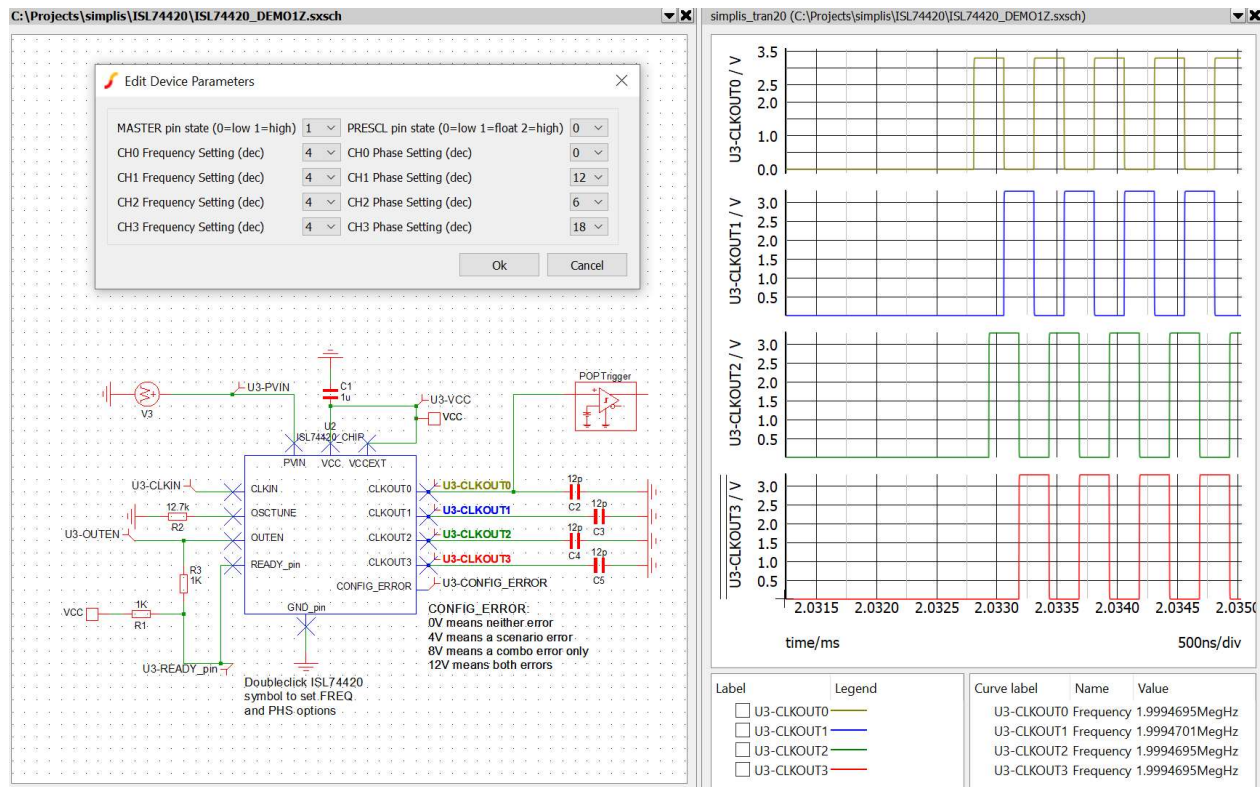 C:\Projects\simplis\ISL74420\ISL74420_DEMO1Z.sxsch
simplis_tran20 (C:\Projects\simplis\ISL74420\ISL74420_DEMO1Z.sxsch)
Edit Device Parameters
MASTER pin state (0=low 1=high) 1 PRESCL pin state (0=low 1=float 2=high) 0
CH0 Frequency Setting (dec) 4 CH0 Phase Setting (dec) 0
CH1 Frequency Setting (dec) 4 CH1 Phase Setting (dec) 12
CH2 Frequency Setting (dec) 4 CH2 Phase Setting (dec) 6
CH3 Frequency Setting (dec) 4 CH3 Phase Setting (dec) 18
Ok Cancel
V3
U3-PVIN
C1
1u
U3-VCC
VCC
POPTrigger
U2
ISL74420_CHIP
PVIN VCC VCCEXT
U3-CLKIN
CLKIN
CLKOUT0
U3-CLKOUT0
12p
C2
12.7k
R2
OSCTUNE
CLKOUT1
U3-CLKOUT1
12p
C3
U3-OUTEN
OUTEN
CLKOUT2
U3-CLKOUT2
12p
C4
READY_pin
CLKOUT3
U3-CLKOUT3
12p
C5
R3
1K
CONFIG_ERROR
U3-CONFIG_ERROR
VCC
1K
R1
GND_pin
U3-READY_pin
CONFIG_ERROR:
0V means neither error
4V means a scenario error
8V means a combo error only
12V means both errors
Doubleclick ISL74420
symbol to set FREQ
and PHS options
U3-CLKOUT0 / V
3.5
2.5
2.0
1.0
0.0
U3-CLKOUT1 / V
3.0
2.5
2.0
1.5
1.0
0.5
U3-CLKOUT2 / V
3.0
2.5
2.0
1.5
1.0
0.5
U3-CLKOUT3 / V
3.0
2.5
2.0
1.5
1.0
0.5
2.0315 2.0320 2.0325 2.0330 2.0335 2.0340 2.0345 2.0350
time/ms
500ns/div
Label Legend
U3-CLKOUT0
U3-CLKOUT1
U3-CLKOUT2
U3-CLKOUT3
Curve label Name Value
U3-CLKOUT0 Frequency 1.9994695MegHz
U3-CLKOUT1 Frequency 1.9994701MegHz
U3-CLKOUT2 Frequency 1.9994695MegHz
U3-CLKOUT3 Frequency 1.9994695MegHz